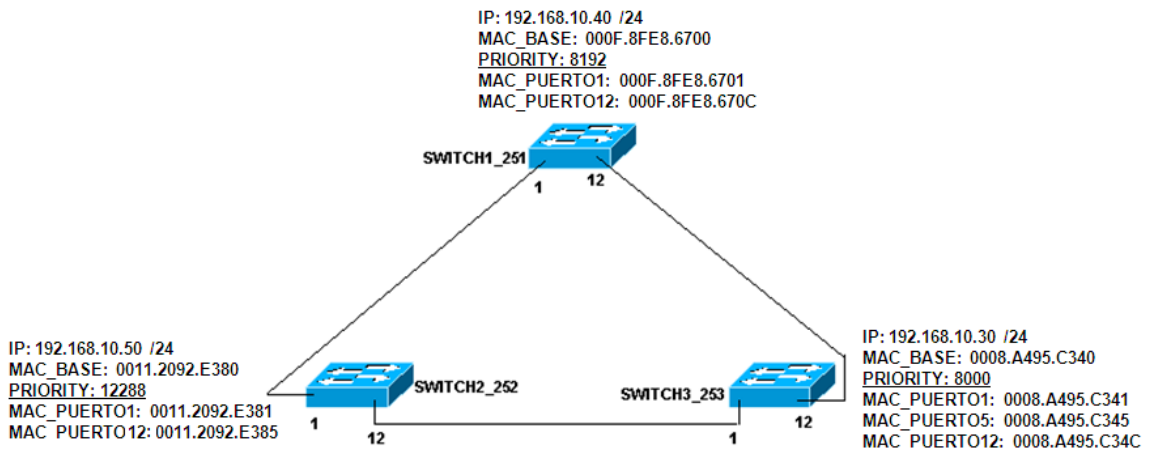 IP: 192.168.10.40 /24
MAC_BASE: 000F.8FE8.6700
PRIORITY: 8192
MAC_PUERTO1: 000F.8FE8.6701
MAC_PUERTO12: 000F.8FE8.670C
SWITCH1_251
1
12
IP: 192.168.10.50 /24
MAC_BASE: 0011.2092.E380
PRIORITY: 12288
MAC_PUERTO1: 0011.2092.E381
MAC_PUERTO12: 0011.2092.E385
SWITCH2_252
1
12
SWITCH3_253
1
12
IP: 192.168.10.30 /24
MAC_BASE: 0008.A495.C340
PRIORITY: 8000
MAC_PUERTO1: 0008.A495.C341
MAC_PUERTO5: 0008.A495.C345
MAC_PUERTO12: 0008.A495.C34C